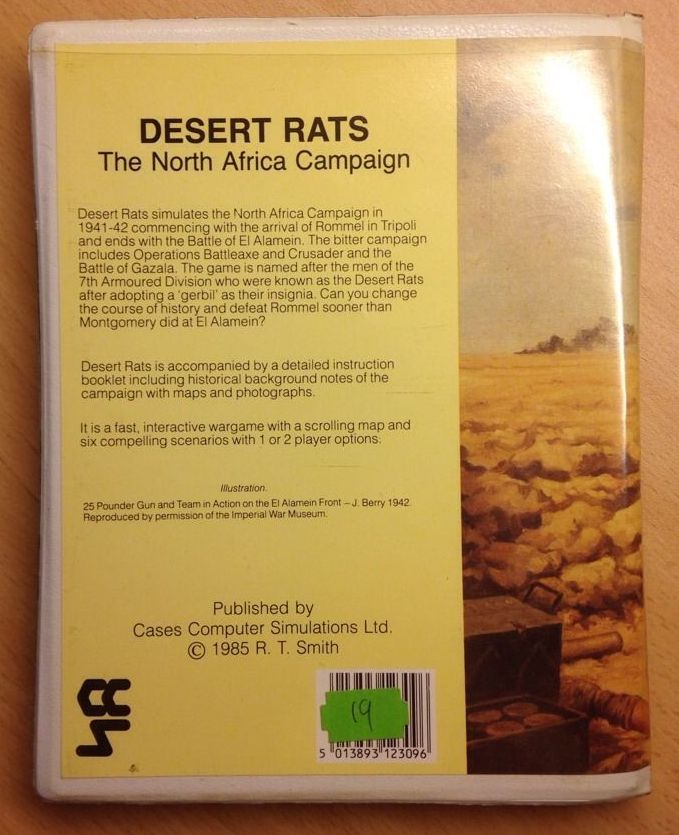 DESERT RATS
The North Africa Campaign
Desert Rats simulates the North Africa Campaign in
1941-42 commencing with the arrival of Rommel in Tripoli
and ends with the Battle of El Alamein. The bitter campaign
includes Operations Battleaxe and Crusader and the
Battle of Gazala. The game is named after the men of the
7th Armoured Division who were known as the Desert Rats
after adopting a 'gerbil' as their insignia. Can you change
the course of history and defeat Rommel sooner than
Montgomery did at El Alamein?
Desert Rats is accompanied by a detailed instruction
booklet including historical background notes of the
campaign with maps and photographs.
It is a fast, interactive wargame with a scrolling map and
six compelling scenarios with 1 or 2 player options.
Illustration.
25 Pounder Gun and Team in Action on the El Alamein Front – J. Berry 1942.
Reproduced by permission of the Imperial War Museum.
Published by
Cases Computer Simulations Ltd.
© 1985 R. T. Smith
19
5 013893 123096